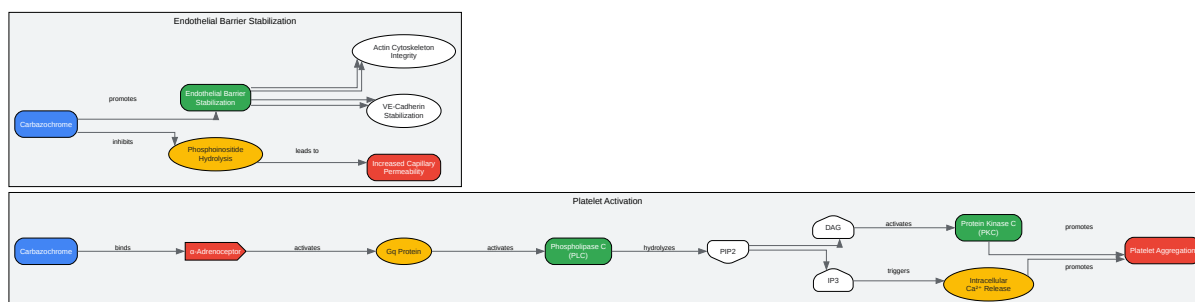 Endothelial Barrier Stabilization
Actin Cytoskeleton
Integrity
Endothelial Barrier
Stabilization
promotes
VE-Cadherin
Stabilization
Carbazochrome
inhibits
Phosphoinositide
Hydrolysis
leads to
Increased Capillary
Permeability
Platelet Activation
Carbazochrome
binds
α-Adrenoceptor
activates
Gq Protein
activates
Phospholipase C
(PLC)
hydrolyzes
PIP2
DAG
activates
Protein Kinase C
(PKC)
promotes
Platelet Aggregation
IP3
triggers
Intracellular
Ca²⁺ Release
promotes